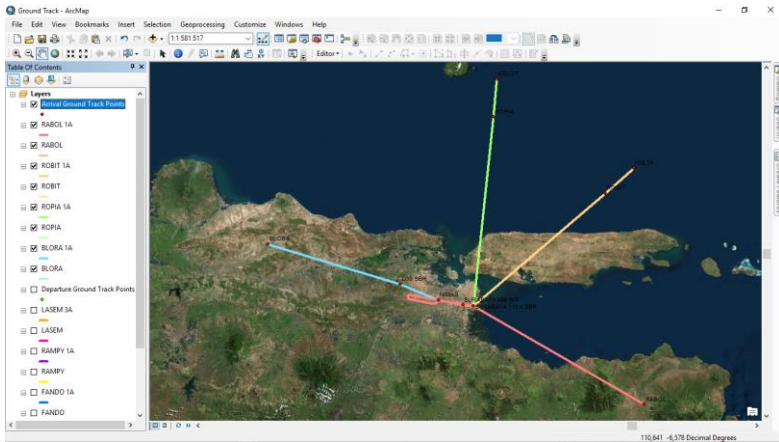 Ground Track - ArcMap
File Edit View Bookmarks Insert Selection Geoprocessing Customize Windows Help
1:1.581.517
Editor
Table Of Contents
Layers
Arrival Ground Track Points
RABOL 1A
RABOL
ROBIT 1A
ROBIT
ROPIA 1A
ROPIA
BLORA 1A
BLORA
Departure Ground Track Points
LASEM 3A
LASEM
RAMPY 1A
RAMPY
FANDO 1A
FANDO
BLORA
RABOL
110,641 -6,578 Decimal Degrees